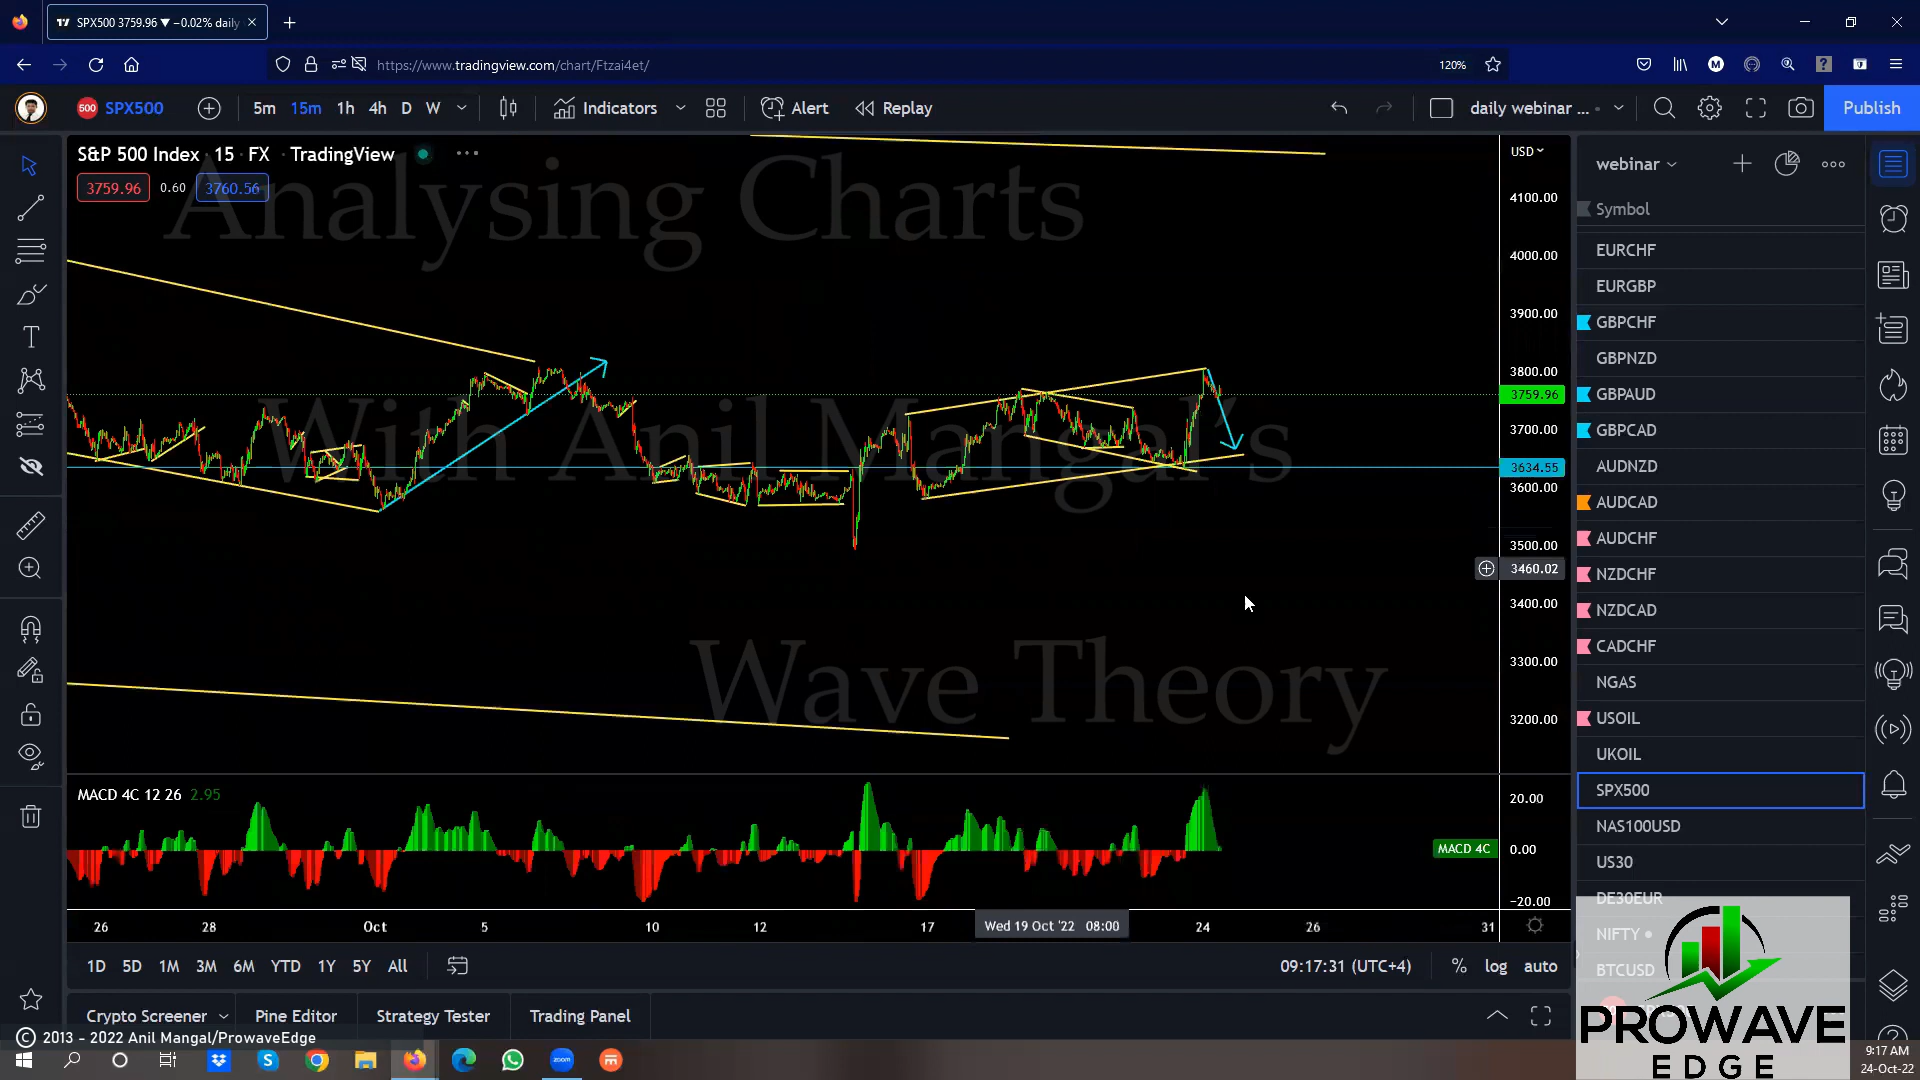 SPX500 3759.96 ▼ −0.02% daily
https://www.tradingview.com/chart/Ftzai4et/
120%
500 SPX500
5m 15m 1h 4h D W
Indicators
Alert
Replay
daily webinar ...
Publish
S&P 500 Index · 15 · FX · TradingView
3759.96 0.60 3760.56
Analysing Charts
With Anil Mangal's
Wave Theory
USD
4100.00
4000.00
3900.00
3800.00
3759.96
3700.00
3634.55
3600.00
3500.00
3460.02
3400.00
3300.00
3200.00
webinar
Symbol
EURCHF
EURGBP
GBPCHF
GBPNZD
GBPAUD
GBPCAD
AUDNZD
AUDCAD
AUDCHF
NZDCHF
NZDCAD
CADCHF
NGAS
USOIL
UKOIL
SPX500
NAS100USD
US30
DE30EUR
NIFTY
BTCUSD
MACD 4C 12 26 2.95
20.00
MACD 4C 0.00
−20.00
26 28 Oct 5 10 12 17 Wed 19 Oct '22 08:00 24 26 31
1D 5D 1M 3M 6M YTD 1Y 5Y All
09:17:31 (UTC+4)
% log auto
Crypto Screener Pine Editor Strategy Tester Trading Panel
© 2013 - 2022 Anil Mangal/ProwaveEdge
PROWAVE
EDGE
zoom
9:17 AM
24-Oct-22